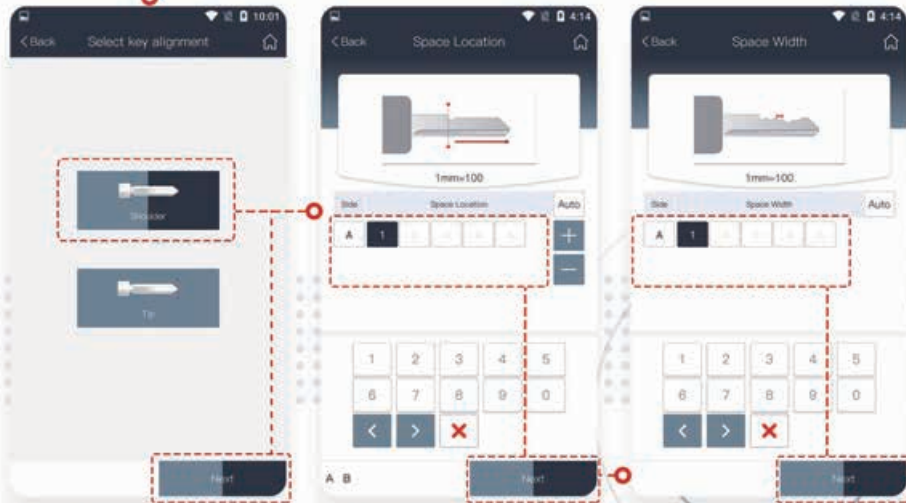 10:01
< Back Select key alignment
Shoulder
Tip
Next
4:14
< Back Space Location
1mm=100
Side Space Location Auto
A 1
+
−
1 2 3 4 5
6 7 8 9 0
< >
A B Next
4:14
< Back Space Width
1mm=100
Side Space Width Auto
A 1
1 2 3 4 5
6 7 8 9 0
< >
Next